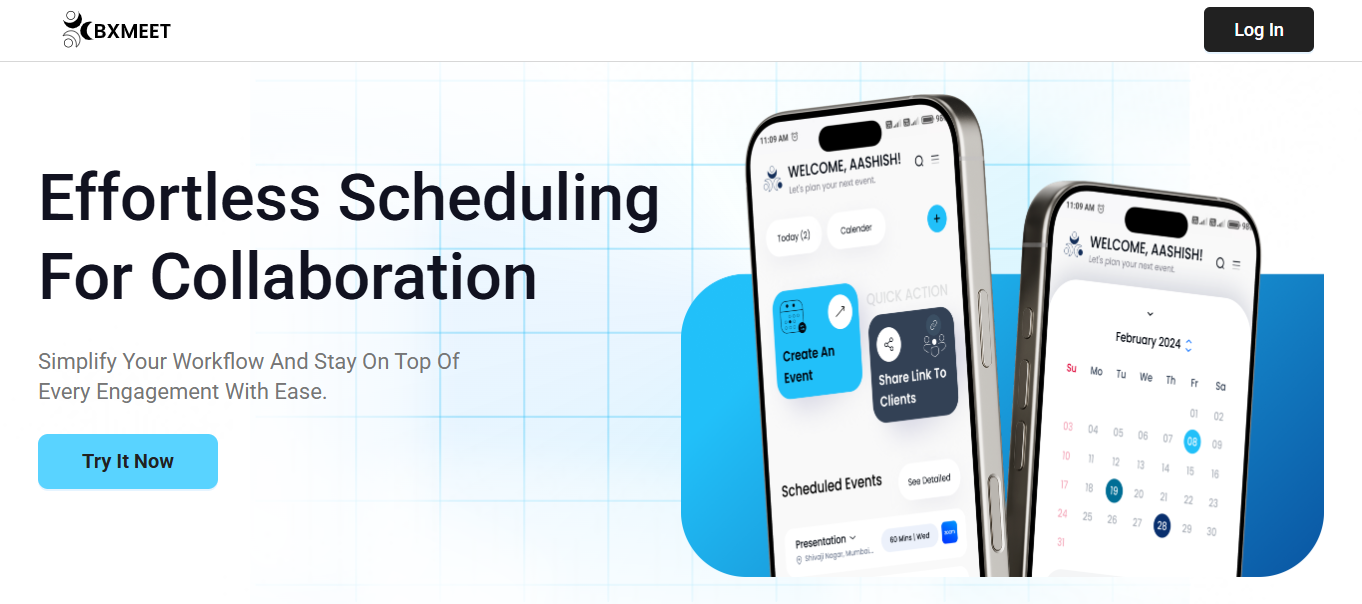 BXMEET
Log In
Effortless Scheduling
For Collaboration
Simplify Your Workflow And Stay On Top Of
Every Engagement With Ease.
Try It Now
11:09 AM
98
WELCOME, AASHISH!
Let's plan your next event.
Today (2)
Calender
+
QUICK ACTION
Create An
Event
Share Link To
Clients
Scheduled Events
See Detailed
Presentation
60 Mins | Wed
Shivaji Nagar, Mumbai...
11:09 AM
98
WELCOME, AASHISH!
Let's plan your next event.
February 2024
Su Mo Tu We Th Fr Sa
01 02
03 04 05 06 07 08 09
10 11 12 13 14 15 16
17 18 19 20 21 22 23
24 25 26 27 28 29 30
31